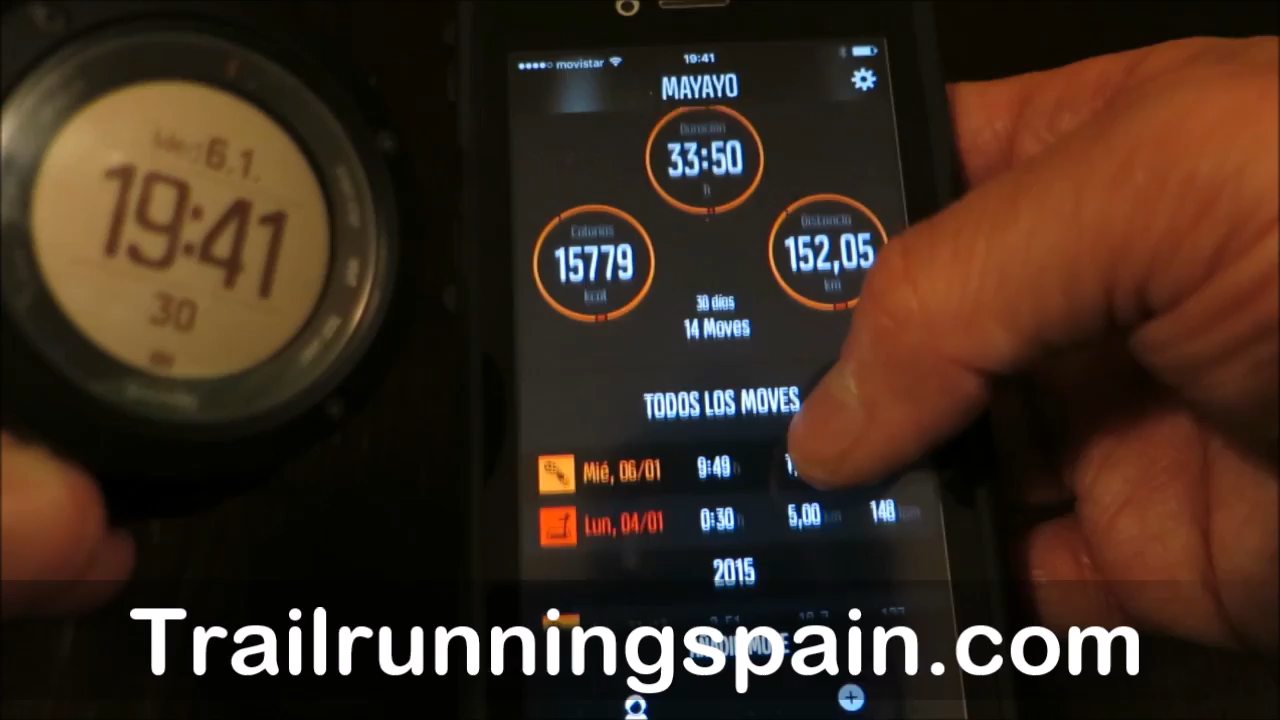 6.1.
19:41
30
movistar
19:41
MAYAYO
Duración
33:50
h
Calorías
15779
kcal
Distancia
152,05
km
30 días
14 Moves
TODOS LOS MOVES
Mié, 06/01 9:49 h
Lun, 04/01 0:30 h 5,00 km 148
2015
Trailrunningspain.com